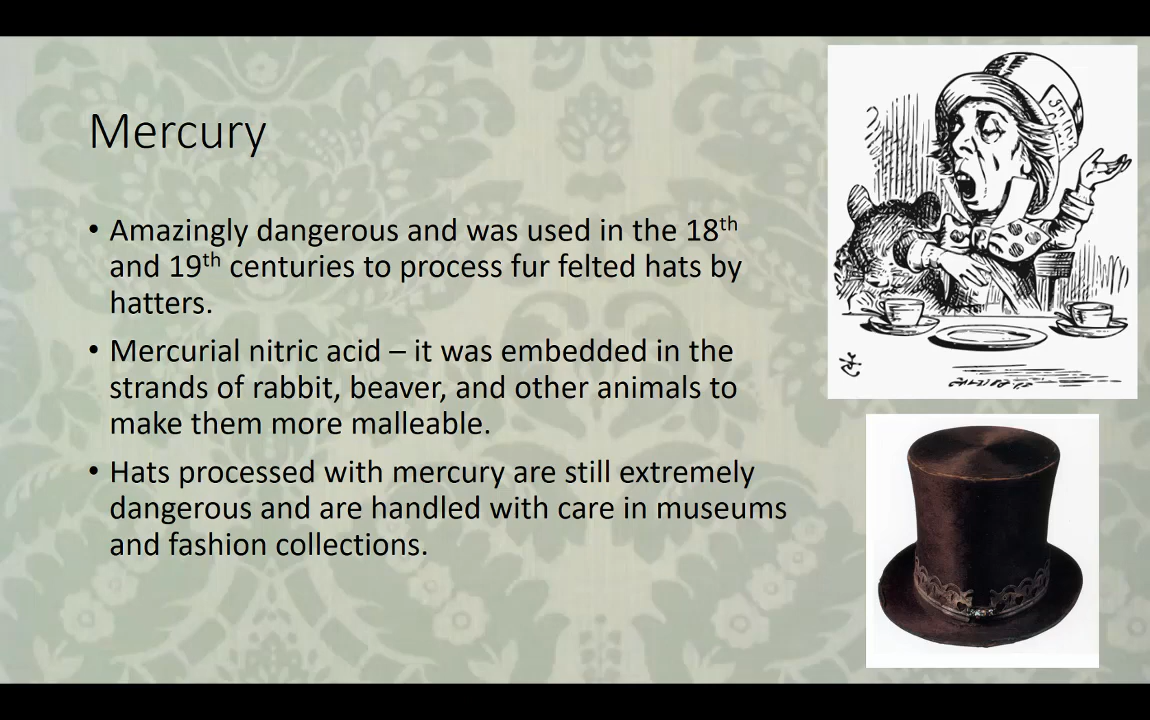 Mercury
• Amazingly dangerous and was used in the 18th
and 19th centuries to process fur felted hats by
hatters.
• Mercurial nitric acid – it was embedded in the
strands of rabbit, beaver, and other animals to
make them more malleable.
• Hats processed with mercury are still extremely
dangerous and are handled with care in museums
and fashion collections.